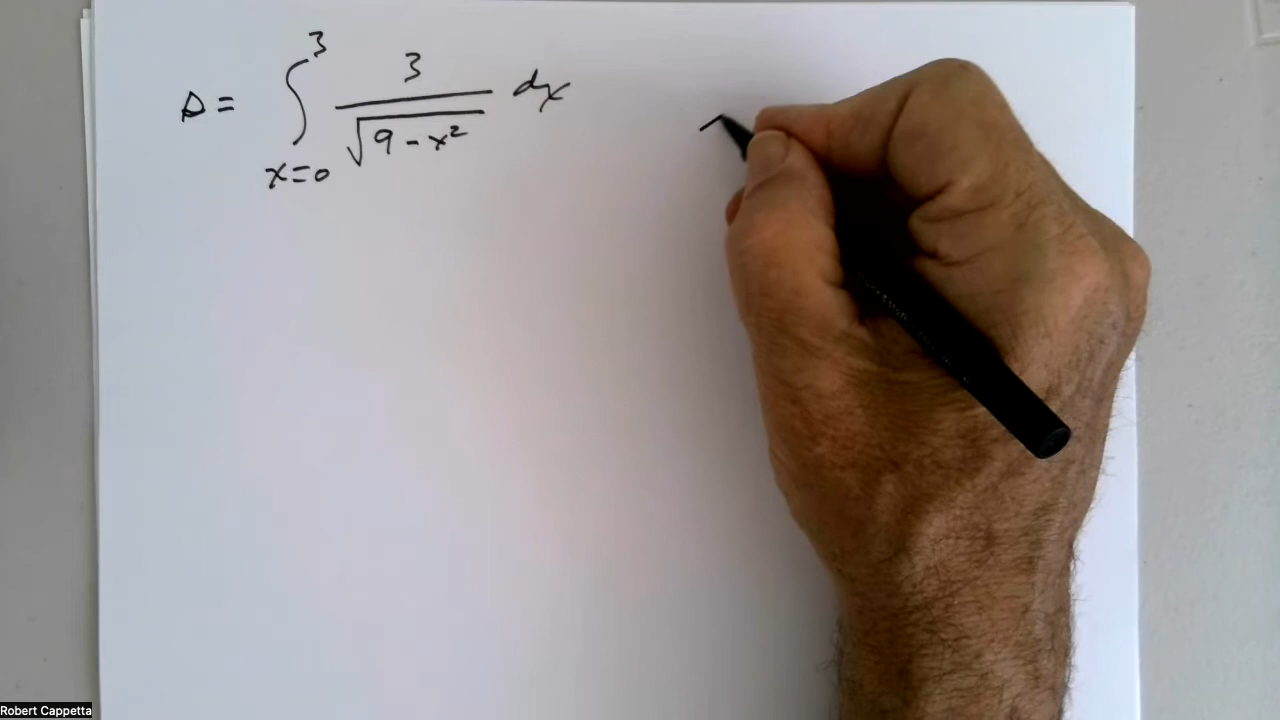 s = ∫_{x=0}^{3} 3/√(9-x²) dx
Robert Cappetta